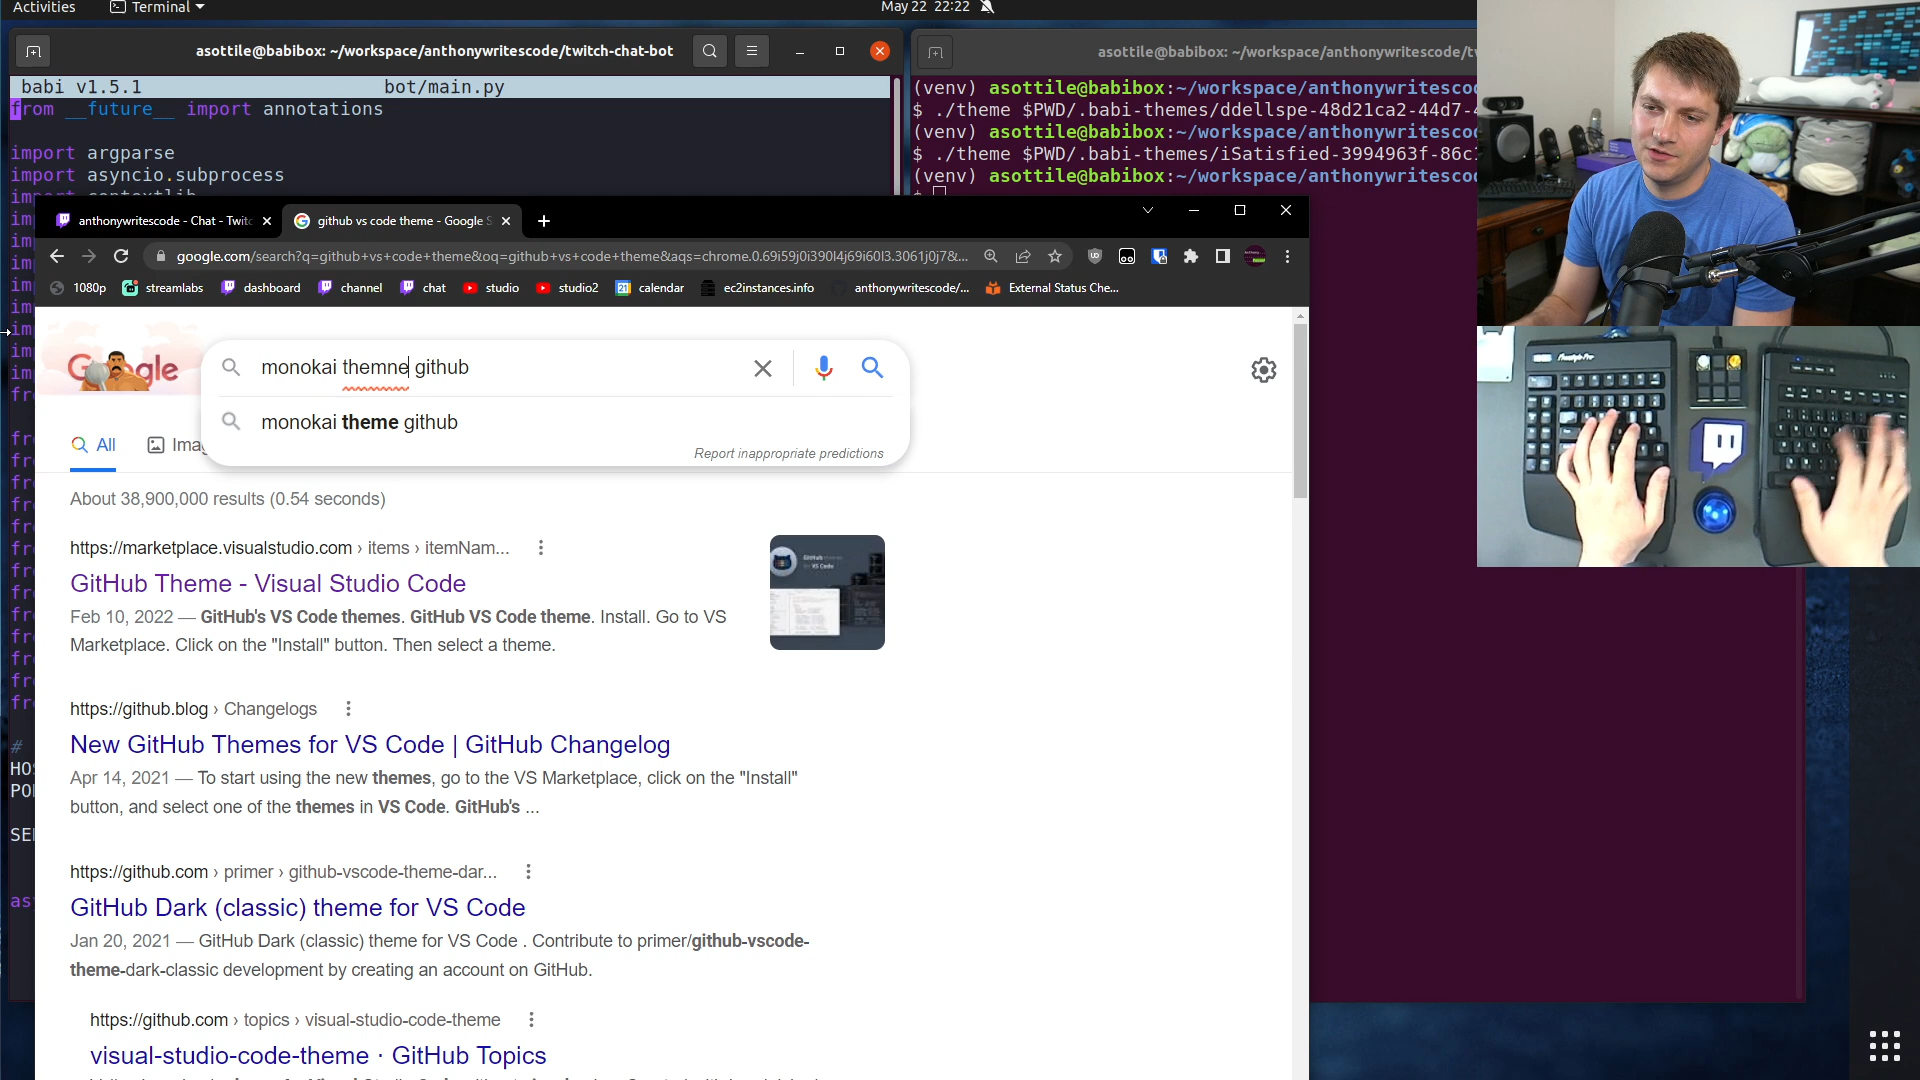 Activities
Terminal
May 22 22:22
asottile@babibox: ~/workspace/anthonywritescode/twitch-chat-bot
babi v1.5.1 bot/main.py
from __future__ import annotations
import argparse
import asyncio.subprocess
asottile@babibox: ~/workspace/anthonywritescode/tw
(venv) asottile@babibox:~/workspace/anthonywritesco
$ ./theme $PWD/.babi-themes/ddellspe-48d21ca2-44d7-4
(venv) asottile@babibox:~/workspace/anthonywritesco
$ ./theme $PWD/.babi-themes/iSatisfied-3994963f-86c
(venv) asottile@babibox:~/workspace/anthonywritesco
$
anthonywritescode - Chat - Twitc
github vs code theme - Google S
google.com/search?q=github+vs+code+theme&oq=github+vs+code+theme&aqs=chrome.0.69i59j0i390l4j69i60l3.3061j0j7&...
1080p streamlabs dashboard channel chat studio studio2 calendar ec2instances.info anthonywritescode/... External Status Che...
Google
monokai themne github
monokai theme github
Report inappropriate predictions
All
Imag
About 38,900,000 results (0.54 seconds)
https://marketplace.visualstudio.com › items › itemNam...
GitHub Theme - Visual Studio Code
Feb 10, 2022 — GitHub's VS Code themes. GitHub VS Code theme. Install. Go to VS
Marketplace. Click on the "Install" button. Then select a theme.
https://github.blog › Changelogs
New GitHub Themes for VS Code | GitHub Changelog
Apr 14, 2021 — To start using the new themes, go to the VS Marketplace, click on the "Install"
button, and select one of the themes in VS Code. GitHub's ...
https://github.com › primer › github-vscode-theme-dar...
GitHub Dark (classic) theme for VS Code
Jan 20, 2021 — GitHub Dark (classic) theme for VS Code . Contribute to primer/github-vscode-
theme-dark-classic development by creating an account on GitHub.
https://github.com › topics › visual-studio-code-theme
visual-studio-code-theme · GitHub Topics
#
HOS
POR
SEN
as